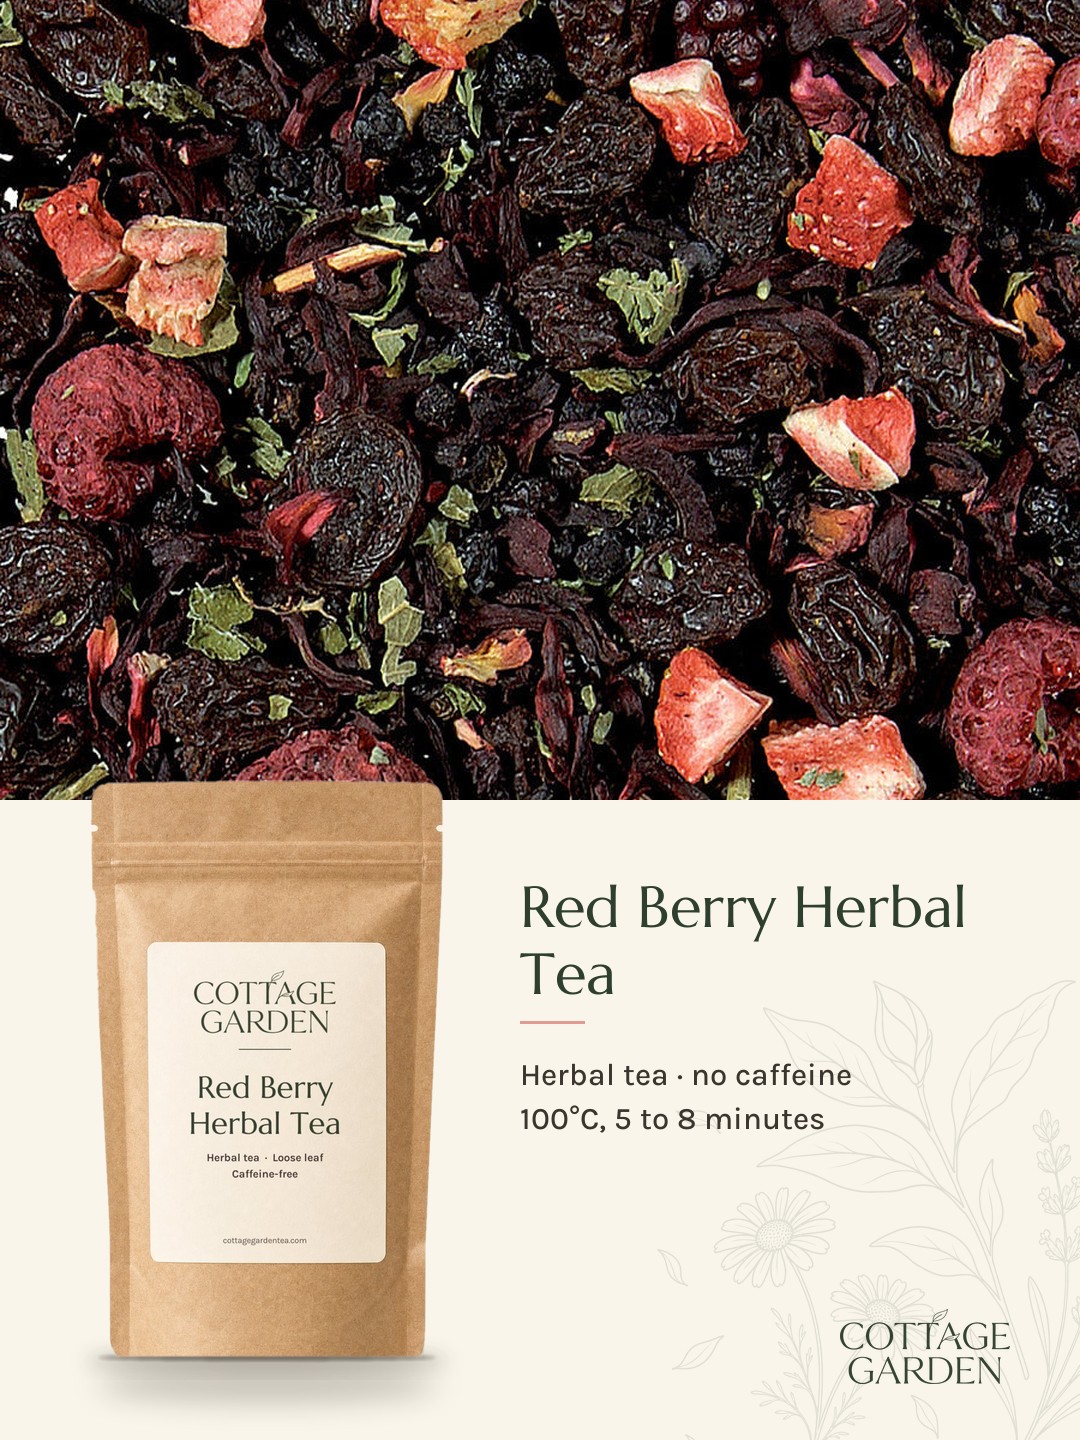 COTTAGE
GARDEN
Red Berry
Herbal Tea
Herbal tea · Loose leaf
Caffeine-free
cottagegardentea.com
Red Berry Herbal
Tea
Herbal tea · no caffeine
100°C, 5 to 8 minutes
COTTAGE
GARDEN